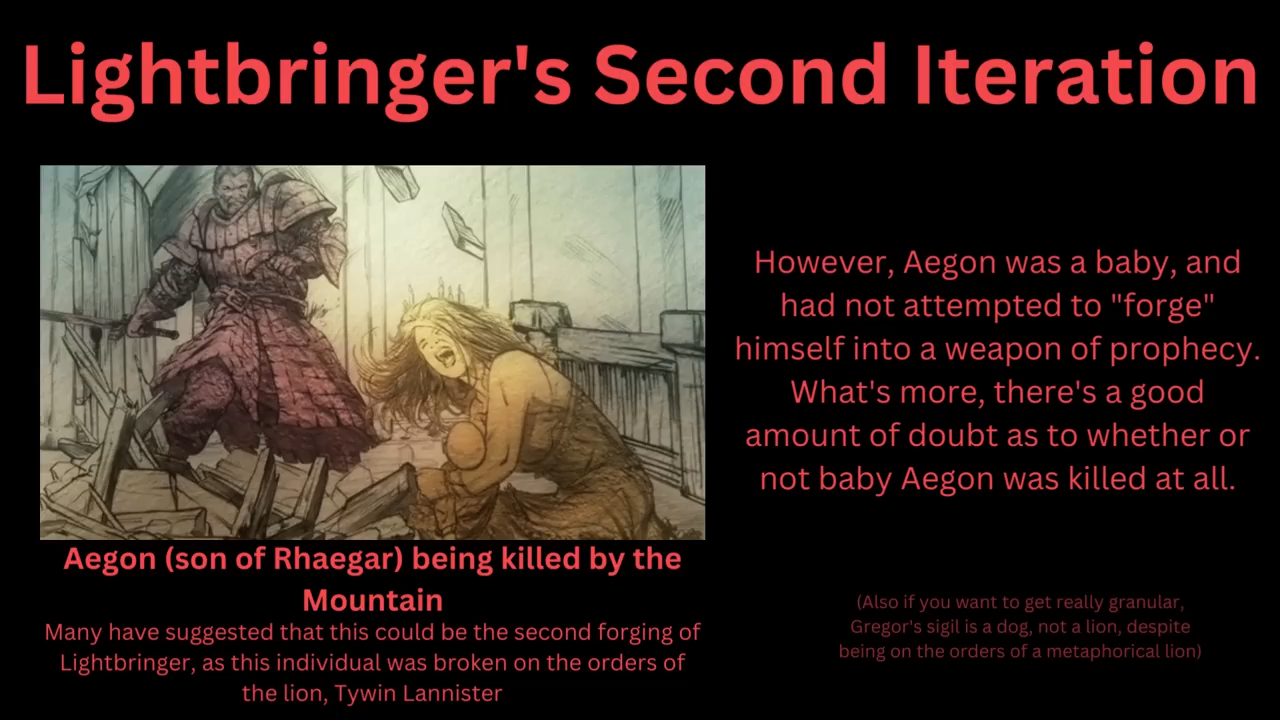 Lightbringer's Second Iteration
However, Aegon was a baby, and
had not attempted to "forge"
himself into a weapon of prophecy.
What's more, there's a good
amount of doubt as to whether or
not baby Aegon was killed at all.
Aegon (son of Rhaegar) being killed by the
Mountain
Many have suggested that this could be the second forging of
Lightbringer, as this individual was broken on the orders of
the lion, Tywin Lannister
(Also if you want to get really granular,
Gregor's sigil is a dog, not a lion, despite
being on the orders of a metaphorical lion)